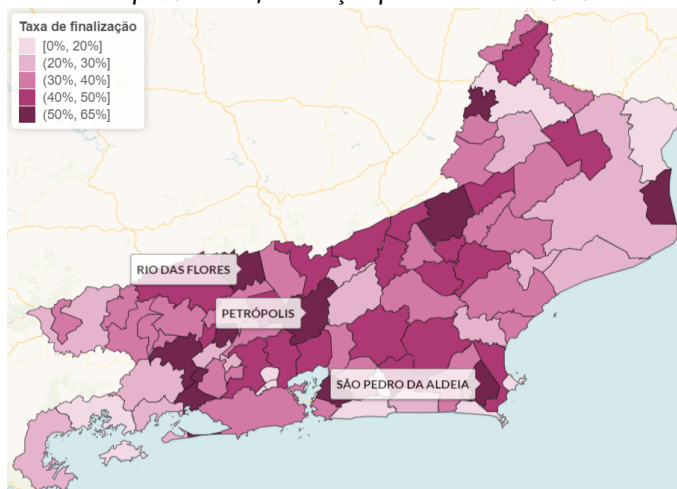 Taxa de finalização
[0%, 20%]
(20%, 30%]
(30%, 40%]
(40%, 50%]
(50%, 65%]
RIO DAS FLORES
PETRÓPOLIS
SÃO PEDRO DA ALDEIA